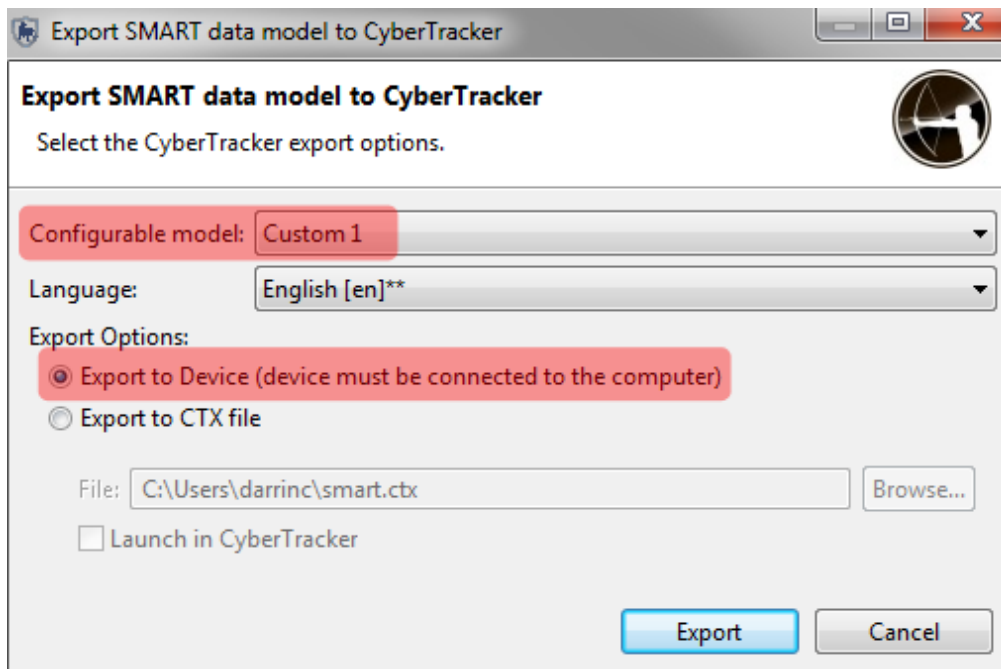 Export SMART data model to CyberTracker
Export SMART data model to CyberTracker
Select the CyberTracker export options.
Configurable model: Custom 1
Language: English [en]**
Export Options:
Export to Device (device must be connected to the computer)
Export to CTX file
File: C:\Users\darrinc\smart.ctx Browse...
Launch in CyberTracker
Export Cancel